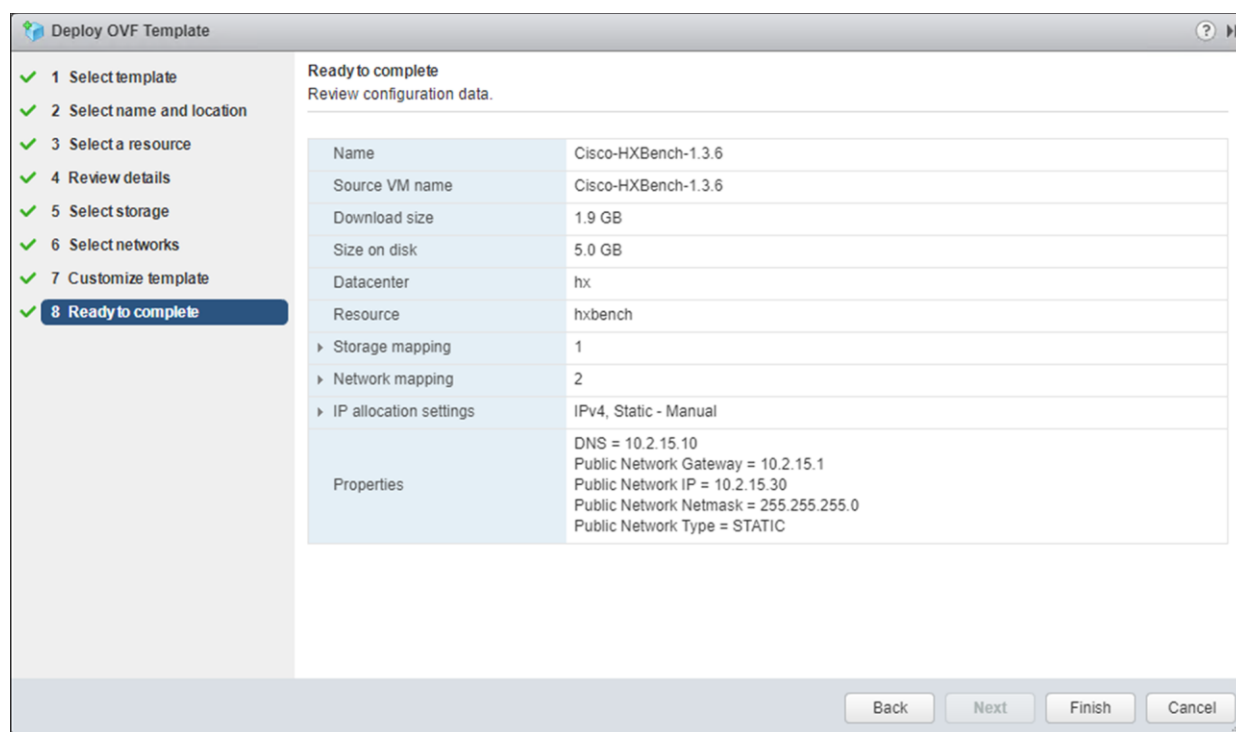 Deploy OVF Template
?
1 Select template
2 Select name and location
3 Select a resource
4 Review details
5 Select storage
6 Select networks
7 Customize template
8 Ready to complete
Ready to complete
Review configuration data.
Name Cisco-HXBench-1.3.6
Source VM name Cisco-HXBench-1.3.6
Download size 1.9 GB
Size on disk 5.0 GB
Datacenter hx
Resource hxbench
Storage mapping 1
Network mapping 2
IP allocation settings IPv4, Static - Manual
Properties
DNS = 10.2.15.10
Public Network Gateway = 10.2.15.1
Public Network IP = 10.2.15.30
Public Network Netmask = 255.255.255.0
Public Network Type = STATIC
Back Next Finish Cancel